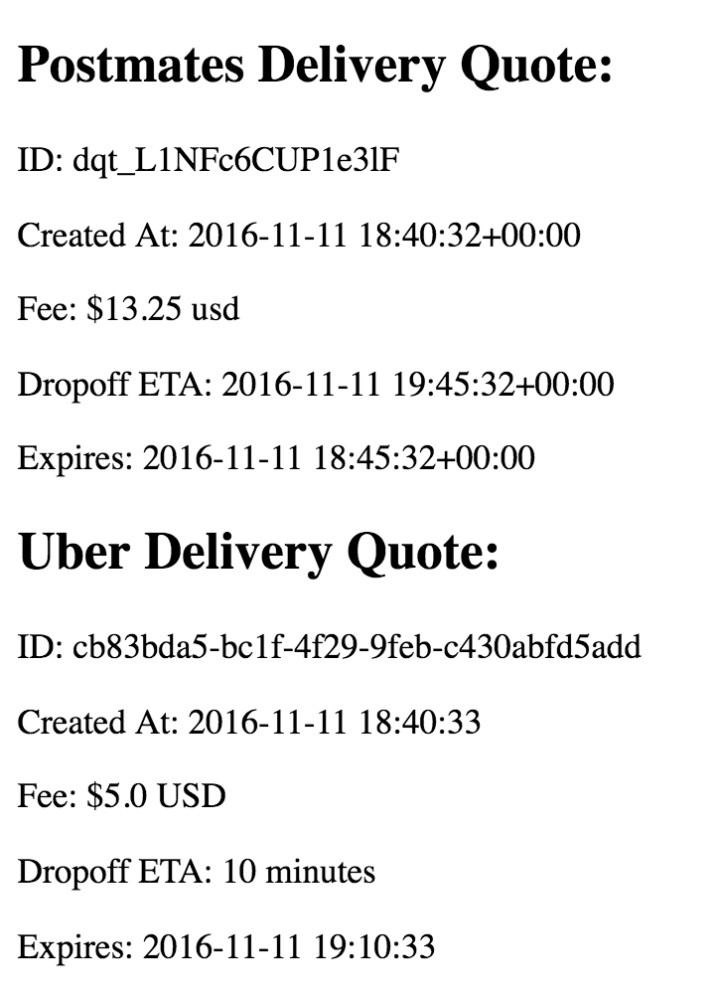 Postmates Delivery Quote:
ID: dqt_L1NFc6CUP1e3lF
Created At: 2016-11-11 18:40:32+00:00
Fee: $13.25 usd
Dropoff ETA: 2016-11-11 19:45:32+00:00
Expires: 2016-11-11 18:45:32+00:00
Uber Delivery Quote:
ID: cb83bda5-bc1f-4f29-9feb-c430abfd5add
Created At: 2016-11-11 18:40:33
Fee: $5.0 USD
Dropoff ETA: 10 minutes
Expires: 2016-11-11 19:10:33